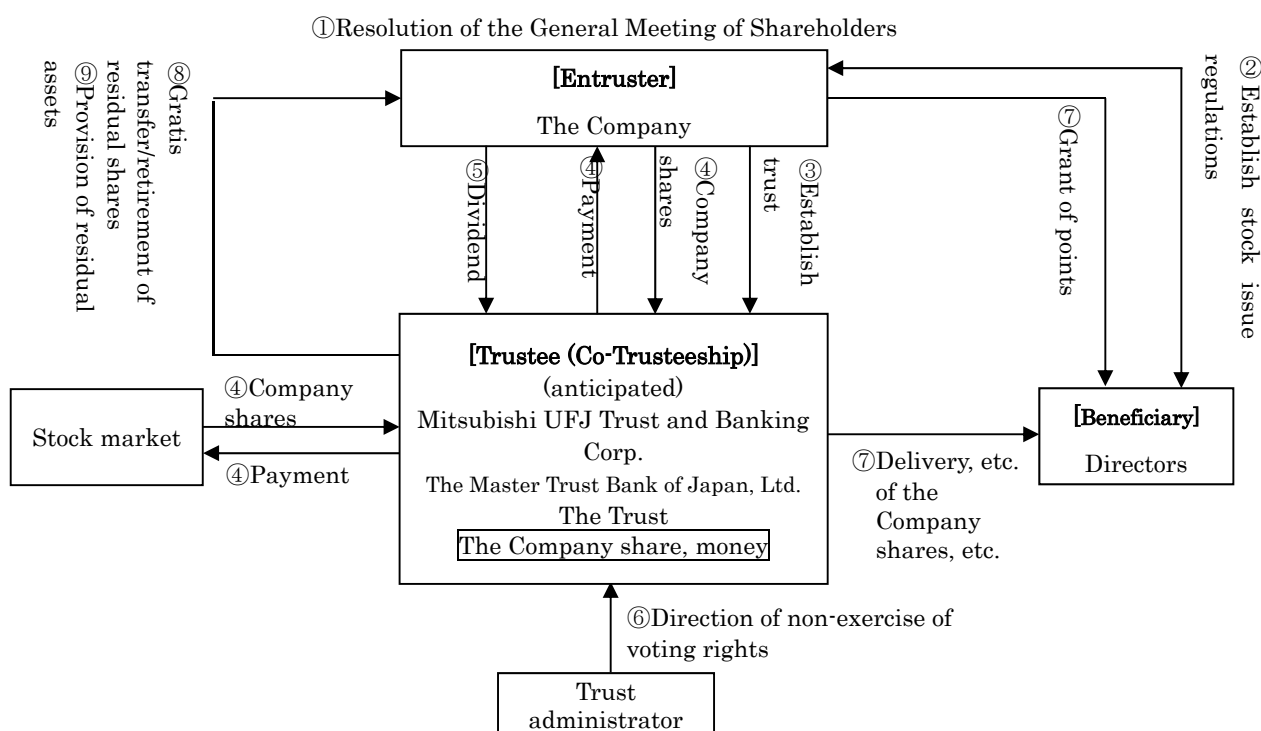 ①Resolution of the General Meeting of Shareholders
[Entruster]
The Company
⑧Gratis
transfer/retirement of
residual shares
⑨Provision of residual
assets
② Establish stock issue
regulations
⑤Dividend
④Payment
④Company
shares
③Establish
trust
⑦Grant of points
[Trustee (Co-Trusteeship)]
(anticipated)
Mitsubishi UFJ Trust and Banking
Corp.
The Master Trust Bank of Japan, Ltd.
The Trust
The Company share, money
Stock market
④Company
shares
④Payment
[Beneficiary]
Directors
⑦Delivery, etc.
of the
Company
shares, etc.
⑥Direction of non-exercise of
voting rights
Trust
administrator